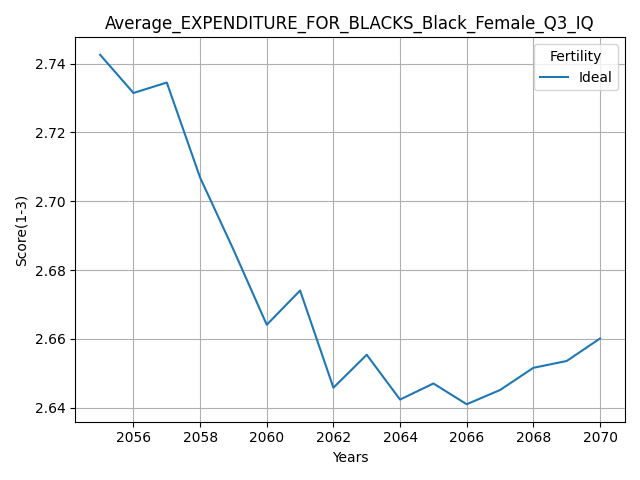 Average_EXPENDITURE_FOR_BLACKS_Black_Female_Q3_IQ
Fertility
Ideal
Score(1-3)
2.74
2.72
2.70
2.68
2.66
2.64
2056 2058 2060 2062 2064 2066 2068 2070
Years